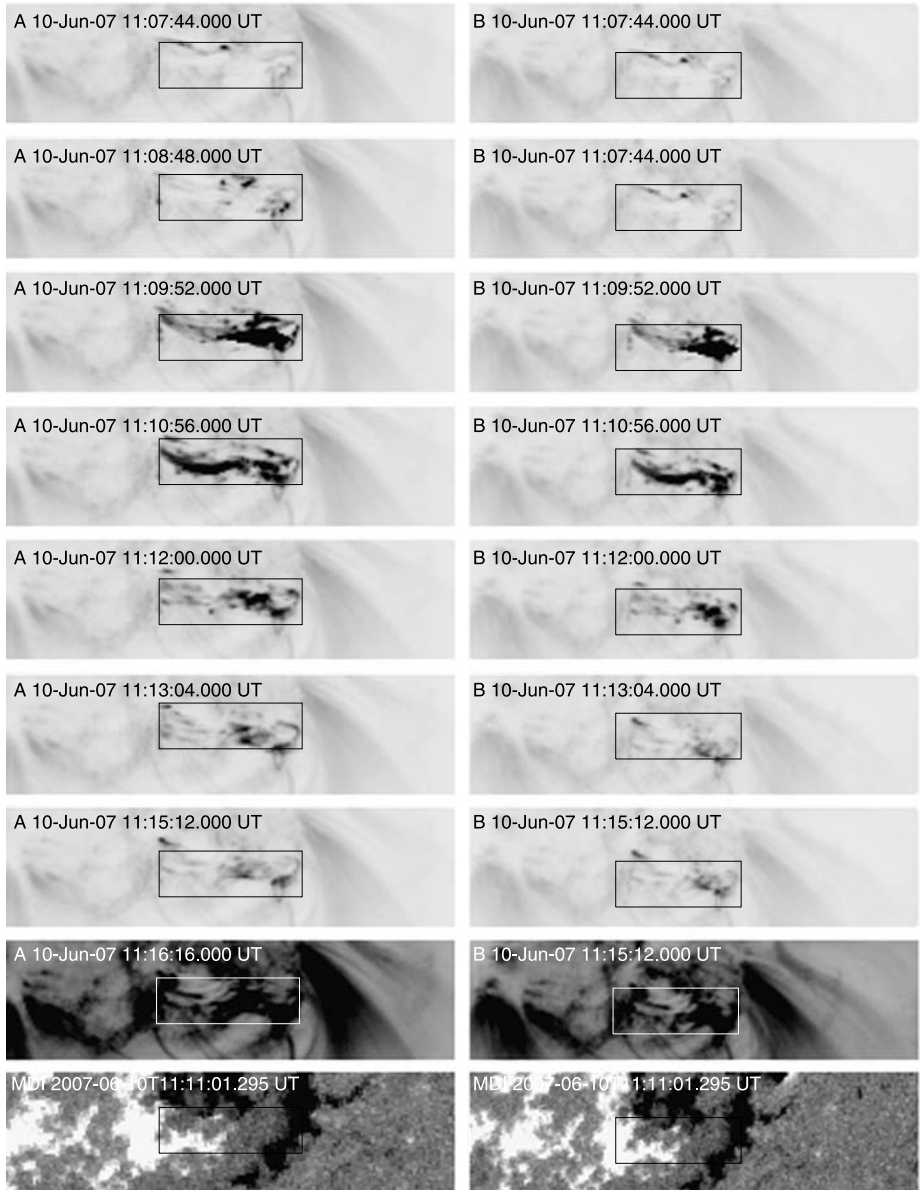 A 10-Jun-07 11:07:44.000 UT
B 10-Jun-07 11:07:44.000 UT
A 10-Jun-07 11:08:48.000 UT
B 10-Jun-07 11:07:44.000 UT
A 10-Jun-07 11:09:52.000 UT
B 10-Jun-07 11:09:52.000 UT
A 10-Jun-07 11:10:56.000 UT
B 10-Jun-07 11:10:56.000 UT
A 10-Jun-07 11:12:00.000 UT
B 10-Jun-07 11:12:00.000 UT
A 10-Jun-07 11:13:04.000 UT
B 10-Jun-07 11:13:04.000 UT
A 10-Jun-07 11:15:12.000 UT
B 10-Jun-07 11:15:12.000 UT
A 10-Jun-07 11:16:16.000 UT
B 10-Jun-07 11:15:12.000 UT
MDI 2007-06-10T11:11:01.295 UT
MDI 2007-06-10T11:11:01.295 UT